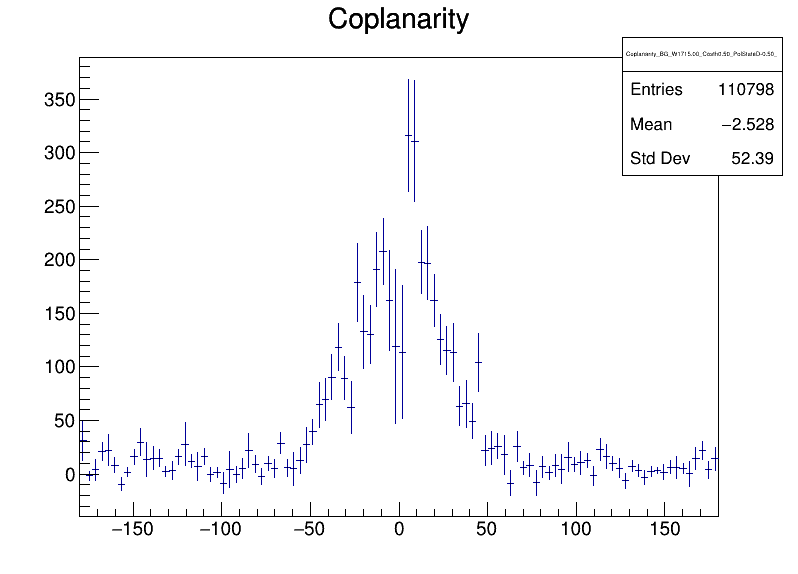 Coplanarity
Coplanarity_BG_W1715.00_Costh0.50_PolStateD-0.50_
Entries 110798
Mean −2.528
Std Dev 52.39
350
300
250
200
150
100
50
0
−150 −100 −50 0 50 100 150